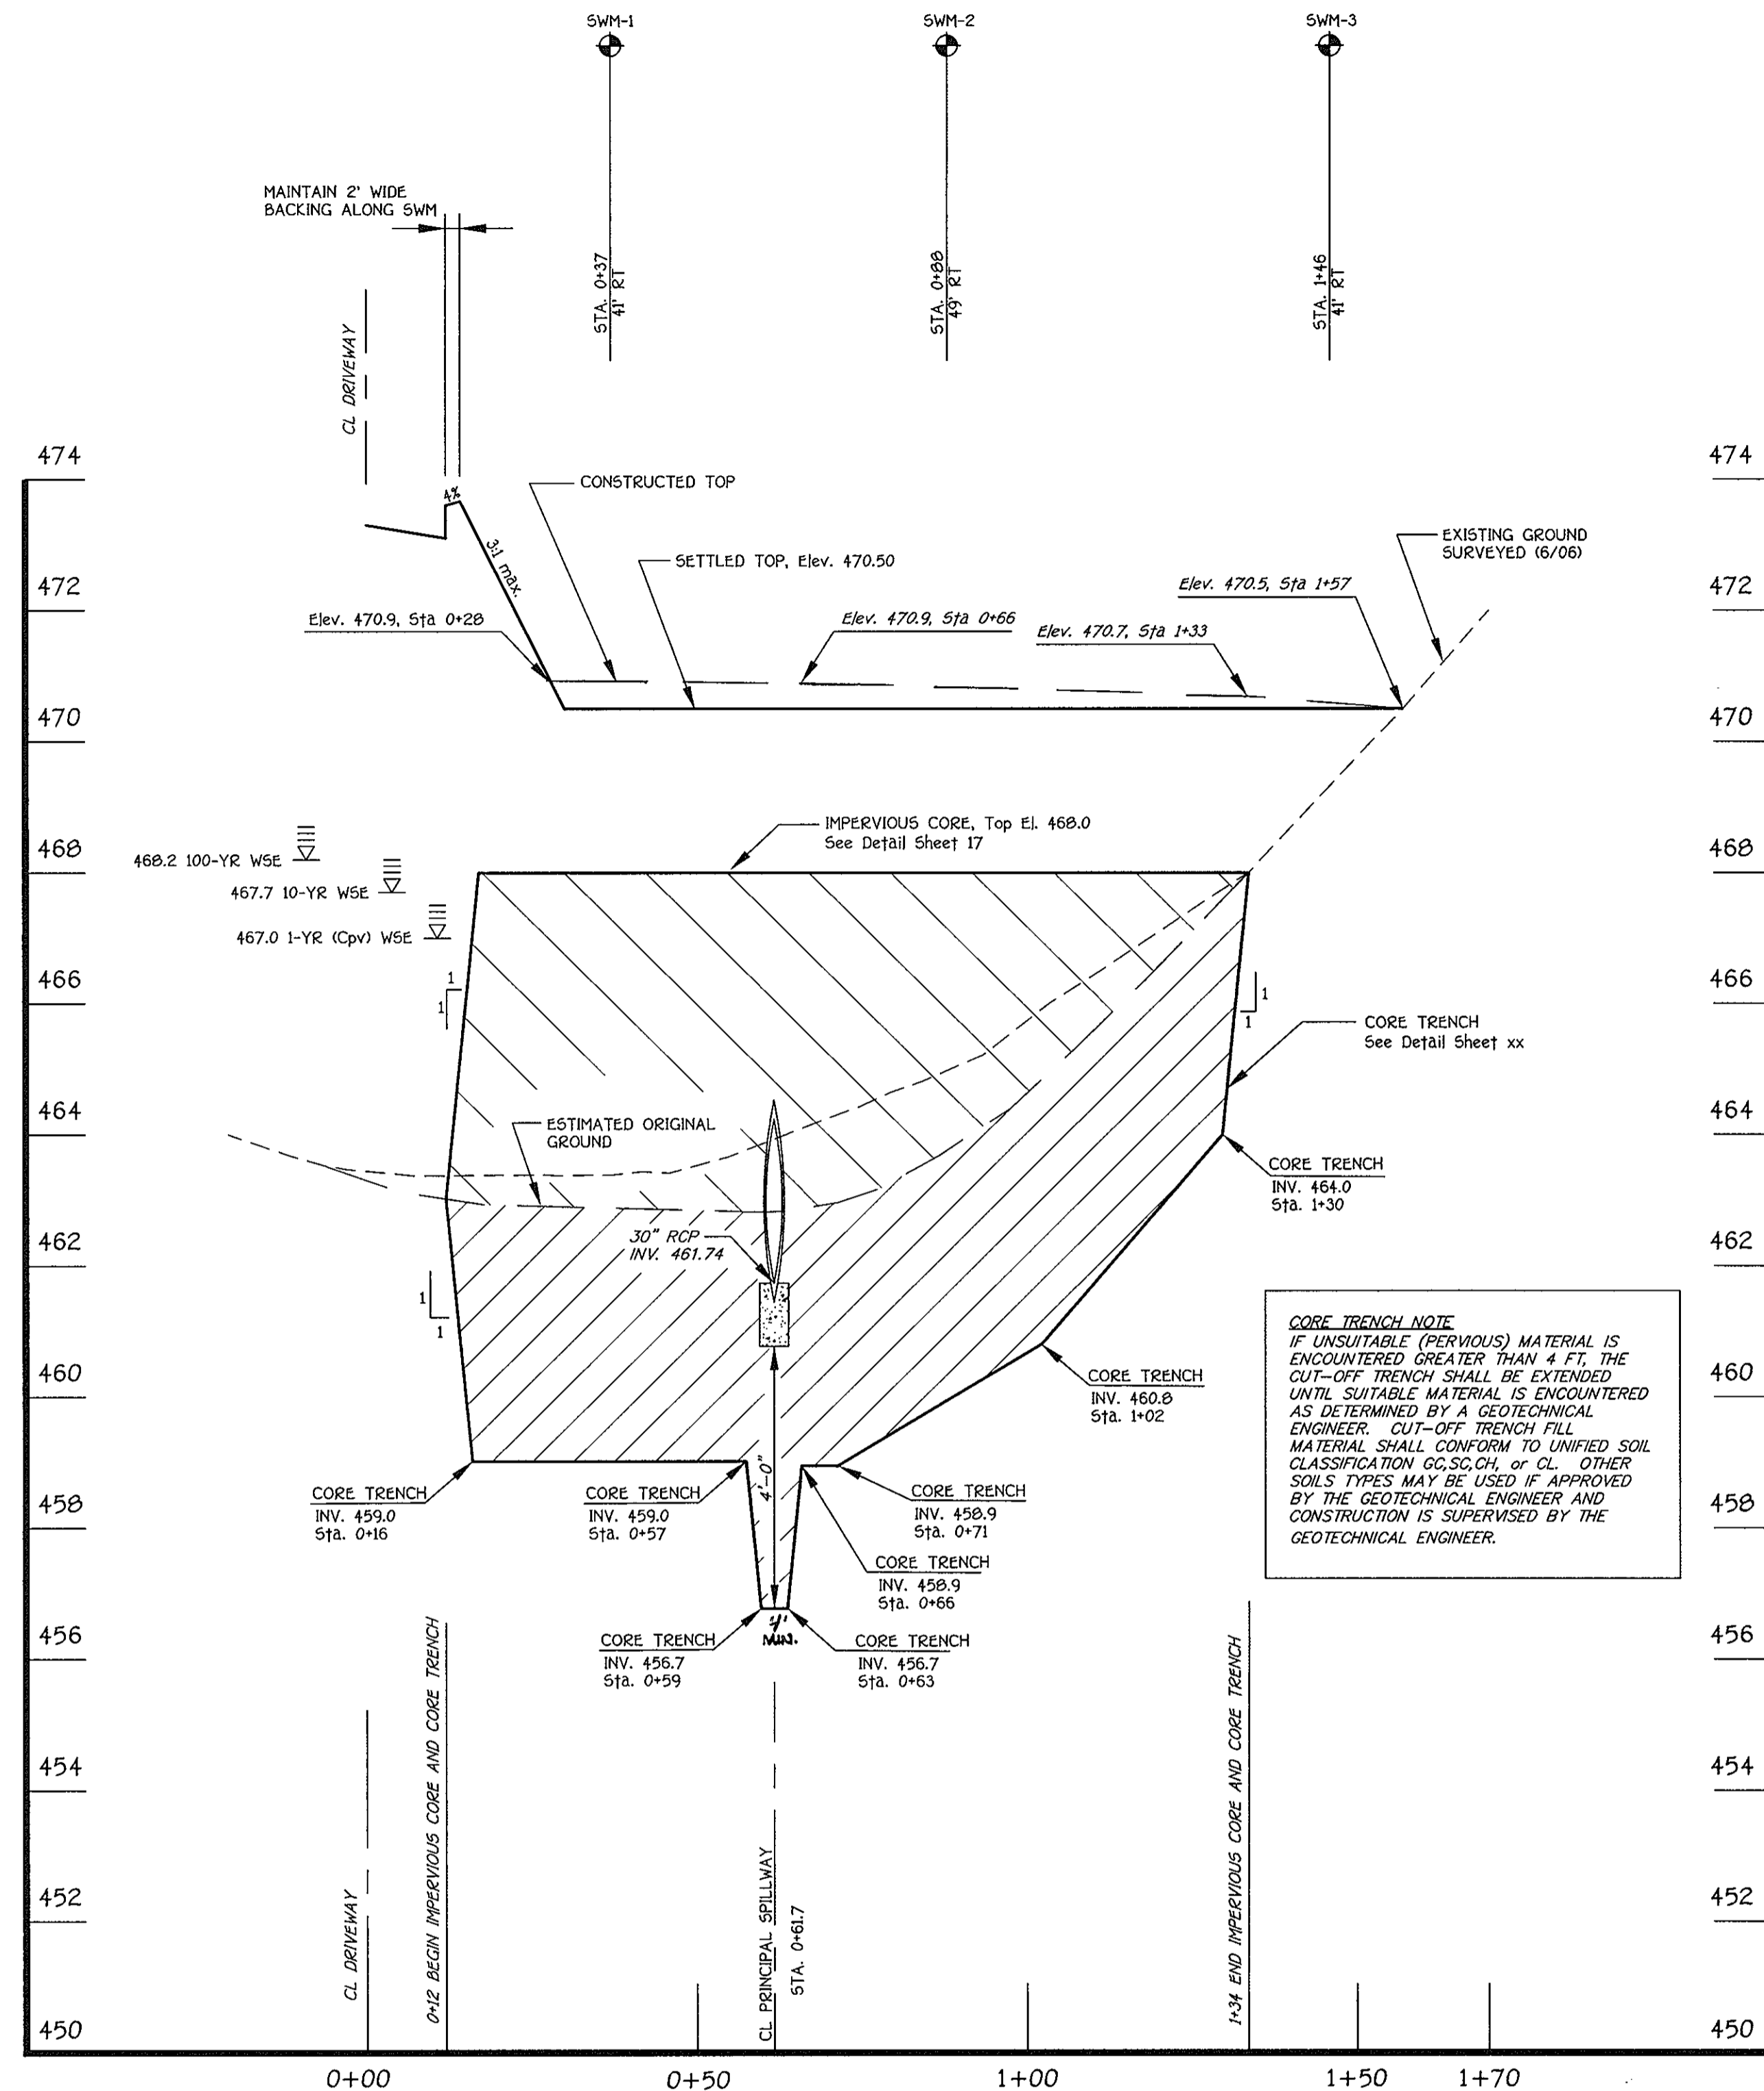 SWM-1
SWM-2
SWM-3
MAINTAIN 2' WIDE
BACKING ALONG SWM
STA. 0+37
41' RT
STA. 0+88
49' RT
STA. 1+46
41' RT
CL DRIVEWAY
474
474
4%
CONSTRUCTED TOP
3:1 max.
EXISTING GROUND
SURVEYED (6/06)
SETTLED TOP, Elev. 470.50
472
472
Elev. 470.5, Sta 1+57
Elev. 470.9, Sta 0+28
Elev. 470.9, Sta 0+66
Elev. 470.7, Sta 1+33
470
470
IMPERVIOUS CORE, Top El. 468.0
See Detail Sheet 17
468
468
468.2 100-YR WSE
467.7 10-YR WSE
467.0 1-YR (Cpv) WSE
466
466
1
1
1
1
CORE TRENCH
See Detail Sheet xx
464
464
ESTIMATED ORIGINAL
GROUND
CORE TRENCH
INV. 464.0
Sta. 1+30
462
462
30" RCP
INV. 461.74
1
1
460
460
CORE TRENCH
INV. 460.8
Sta. 1+02
CORE TRENCH NOTE
IF UNSUITABLE (PERVIOUS) MATERIAL IS
ENCOUNTERED GREATER THAN 4 FT, THE
CUT-OFF TRENCH SHALL BE EXTENDED
UNTIL SUITABLE MATERIAL IS ENCOUNTERED
AS DETERMINED BY A GEOTECHNICAL
ENGINEER. CUT-OFF TRENCH FILL
MATERIAL SHALL CONFORM TO UNIFIED SOIL
CLASSIFICATION GC,SC,CH, or CL. OTHER
SOILS TYPES MAY BE USED IF APPROVED
BY THE GEOTECHNICAL ENGINEER AND
CONSTRUCTION IS SUPERVISED BY THE
GEOTECHNICAL ENGINEER.
4'-0"
458
458
CORE TRENCH
INV. 459.0
Sta. 0+16
CORE TRENCH
INV. 459.0
Sta. 0+57
CORE TRENCH
INV. 458.9
Sta. 0+71
CORE TRENCH
INV. 458.9
Sta. 0+66
456
456
MIN.
CORE TRENCH
INV. 456.7
Sta. 0+59
CORE TRENCH
INV. 456.7
Sta. 0+63
454
454
452
452
CL DRIVEWAY
0+12 BEGIN IMPERVIOUS CORE AND CORE TRENCH
CL PRINCIPAL SPILLWAY
STA. 0+61.7
1+34 END IMPERVIOUS CORE AND CORE TRENCH
450
450
0+00
0+50
1+00
1+50
1+70